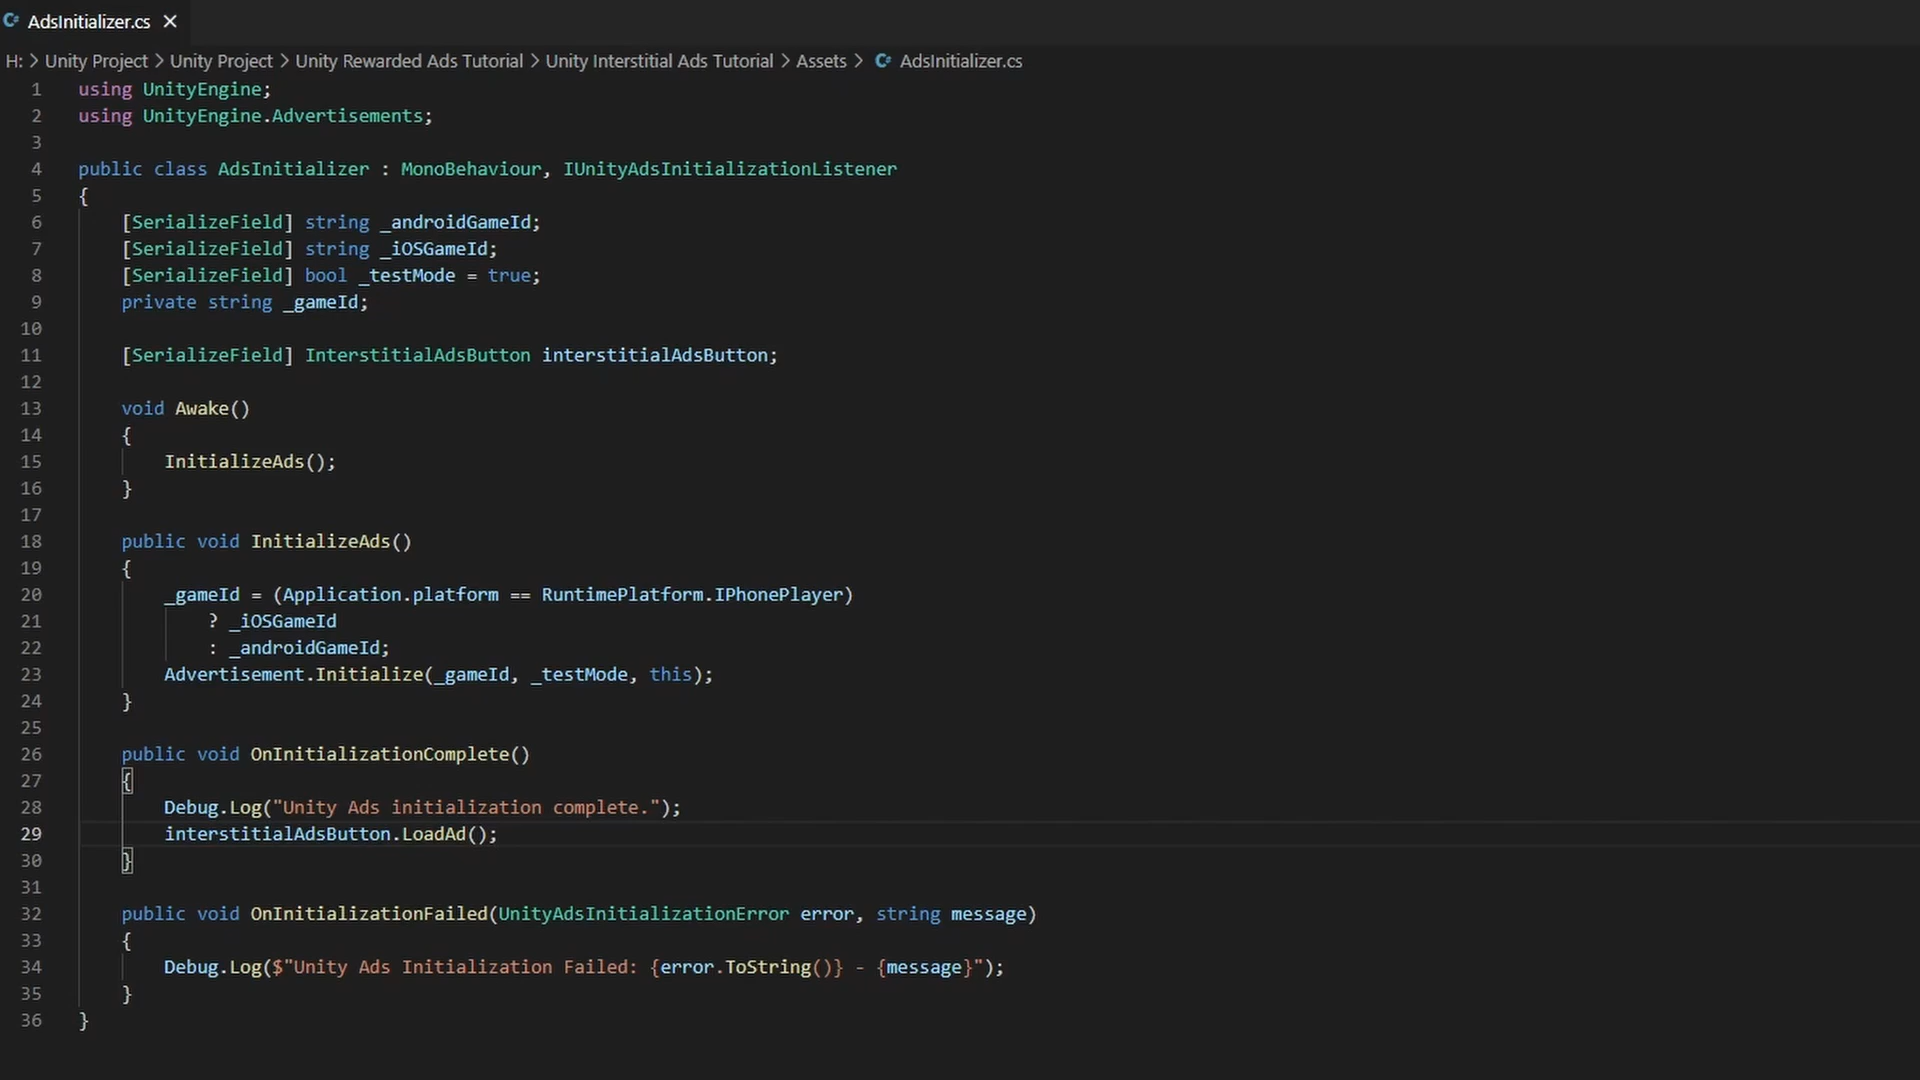 AdsInitializer.cs
H: > Unity Project > Unity Project > Unity Rewarded Ads Tutorial > Unity Interstitial Ads Tutorial > Assets > AdsInitializer.cs
1 using UnityEngine;
2 using UnityEngine.Advertisements;
3
4 public class AdsInitializer : MonoBehaviour, IUnityAdsInitializationListener
5 {
6     [SerializeField] string _androidGameId;
7     [SerializeField] string _iOSGameId;
8     [SerializeField] bool _testMode = true;
9     private string _gameId;
10
11     [SerializeField] InterstitialAdsButton interstitialAdsButton;
12
13     void Awake()
14     {
15         InitializeAds();
16     }
17
18     public void InitializeAds()
19     {
20         _gameId = (Application.platform == RuntimePlatform.IPhonePlayer)
21             ? _iOSGameId
22             : _androidGameId;
23         Advertisement.Initialize(_gameId, _testMode, this);
24     }
25
26     public void OnInitializationComplete()
27     {
28         Debug.Log("Unity Ads initialization complete.");
29         interstitialAdsButton.LoadAd();
30     }
31
32     public void OnInitializationFailed(UnityAdsInitializationError error, string message)
33     {
34         Debug.Log($"Unity Ads Initialization Failed: {error.ToString()} - {message}");
35     }
36 }